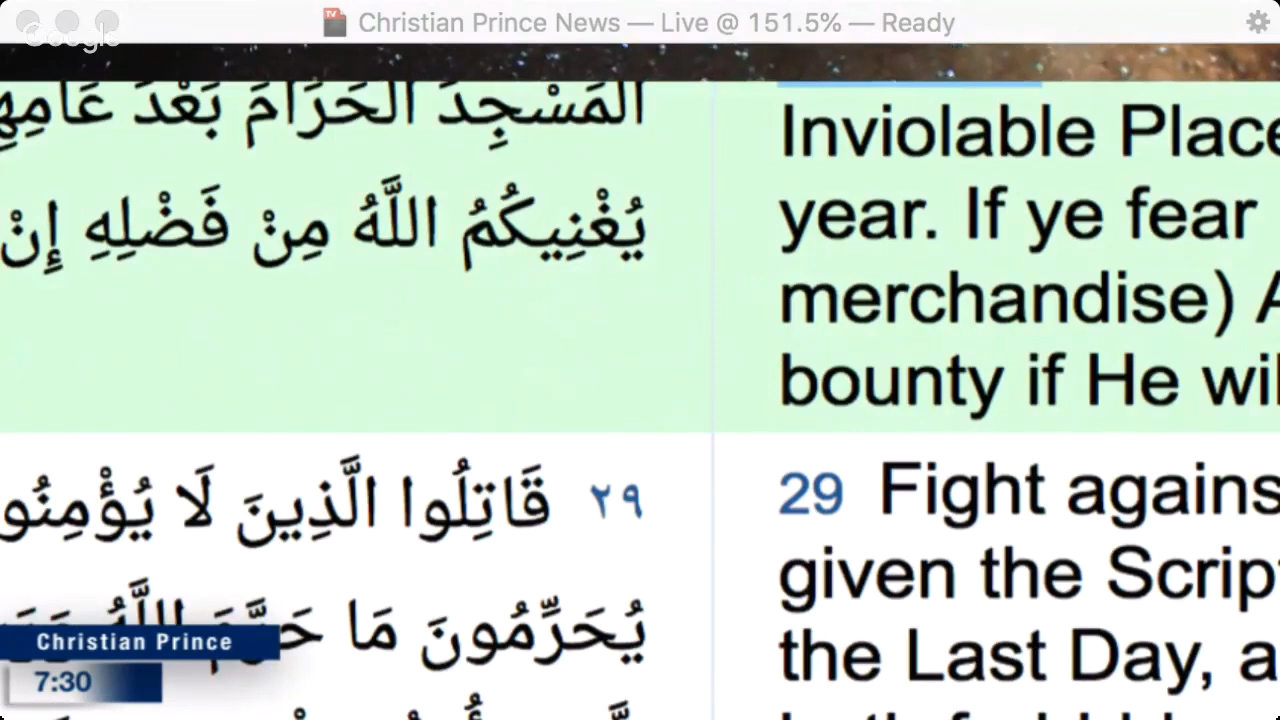 Christian Prince News — Live @ 151.5% — Ready
Google
الْمَسْجِدَ الْحَرَامَ بَعْدَ
يُغْنِيكُمُ اللَّهُ مِنْ فَضْلِهِ إِنْ
Inviolable Place
year. If ye fear
merchandise)
bounty if He
٢٩ قَاتِلُوا الَّذِينَ لَا
يُحَرِّمُونَ مَا حَرَّمَ اللَّهُ
29 Fight
given the
the Last Day,
Christian Prince
7:30